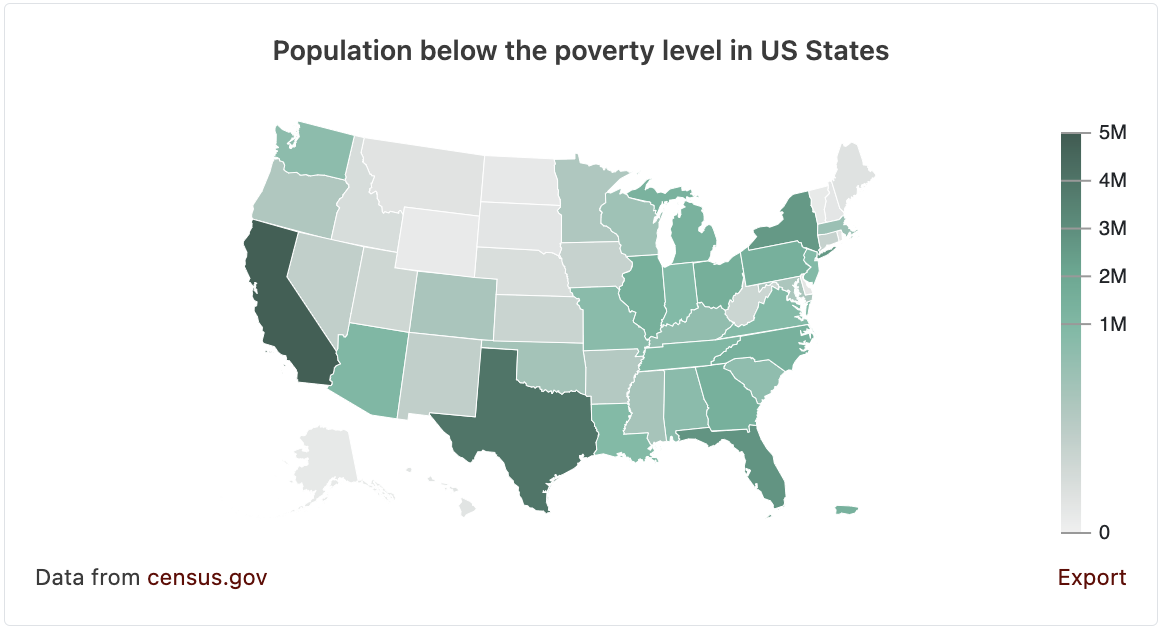 Population below the poverty level in US States
5M
4M
3M
2M
1M
0
Data from census.gov
Export